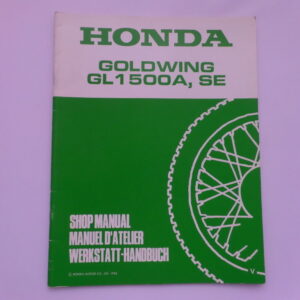 HONDA
GOLDWING
GL1500A, SE
SHOP MANUAL
MANUEL D'ATELIER
WERKSTATT-HANDBUCH